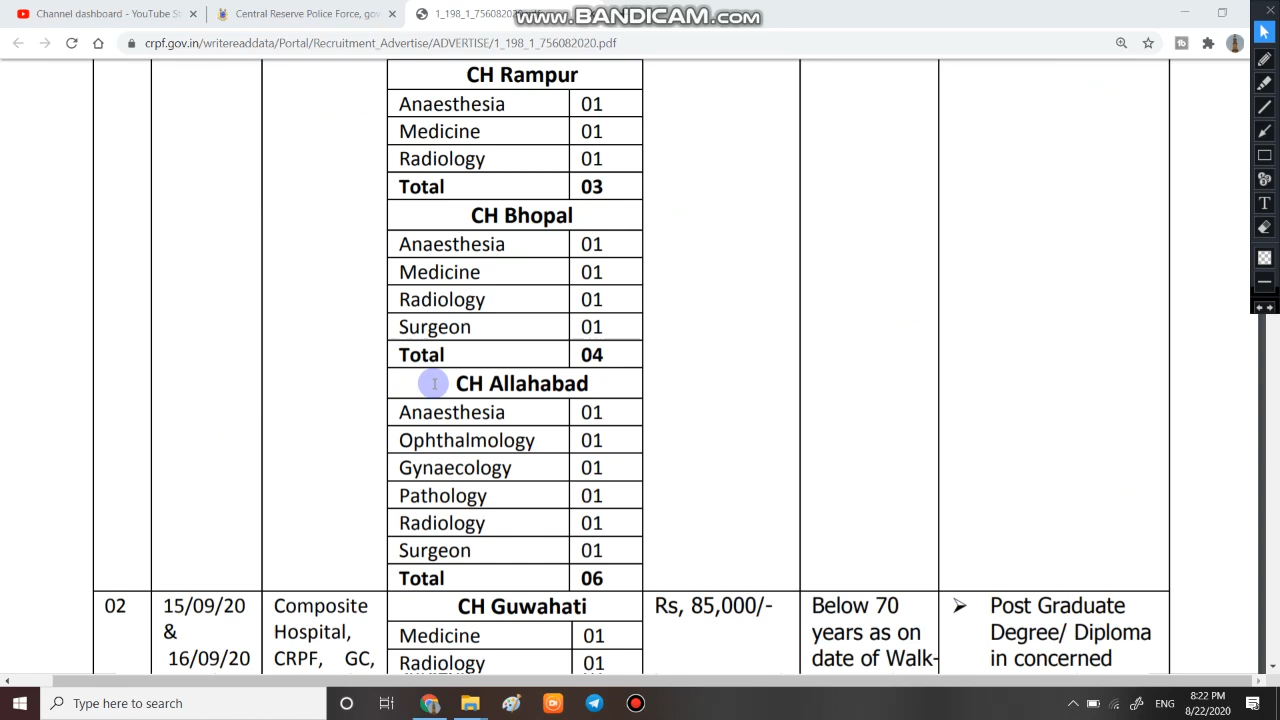 Channel dashboard - YouTube St
Central Reserve Police Force, gov
1_198_1_756082020.pdf
www.BANDICAM.com
crpf.gov.in/writereaddata/Portal/Recruitment_Advertise/ADVERTISE/1_198_1_756082020.pdf
CH Rampur
Anaesthesia 01
Medicine 01
Radiology 01
Total 03
CH Bhopal
Anaesthesia 01
Medicine 01
Radiology 01
Surgeon 01
Total 04
CH Allahabad
Anaesthesia 01
Ophthalmology 01
Gynaecology 01
Pathology 01
Radiology 01
Surgeon 01
Total 06
02 15/09/20 Composite CH Guwahati Rs, 85,000/- Below 70 ➢ Post Graduate
& Hospital, Medicine 01 years as on Degree/ Diploma
16/09/20 CRPF, GC, Radiology 01 date of Walk- in concerned
Type here to search
ENG
8:22 PM
8/22/2020